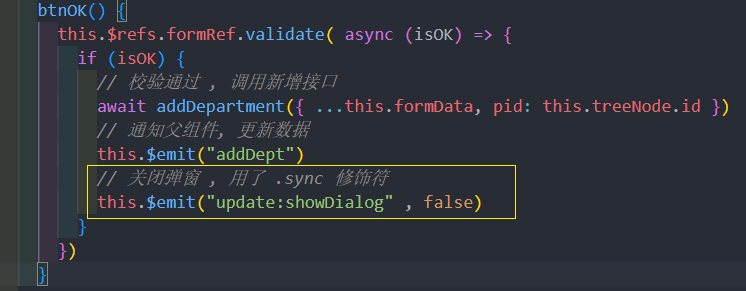 btnOK() {
this.$refs.formRef.validate( async (isOK) => {
if (isOK) {
// 校验通过 , 调用新增接口
await addDepartment({ ...this.formData, pid: this.treeNode.id })
// 通知父组件, 更新数据
this.$emit("addDept")
// 关闭弹窗 , 用了 .sync 修饰符
this.$emit("update:showDialog" , false)
}
})
}